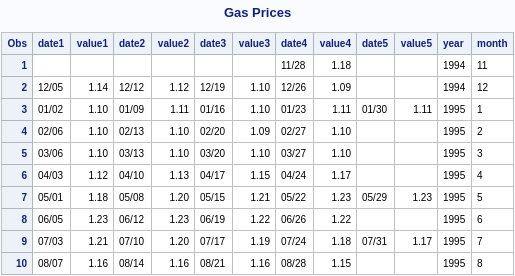 Gas Prices
Obs date1 value1 date2 value2 date3 value3 date4 value4 date5 value5 year month
1 11/28 1.18 1994 11
2 12/05 1.14 12/12 1.12 12/19 1.10 12/26 1.09 1994 12
3 01/02 1.10 01/09 1.11 01/16 1.10 01/23 1.11 01/30 1.11 1995 1
4 02/06 1.10 02/13 1.10 02/20 1.09 02/27 1.10 1995 2
5 03/06 1.10 03/13 1.10 03/20 1.10 03/27 1.10 1995 3
6 04/03 1.12 04/10 1.13 04/17 1.15 04/24 1.17 1995 4
7 05/01 1.18 05/08 1.20 05/15 1.21 05/22 1.23 05/29 1.23 1995 5
8 06/05 1.23 06/12 1.23 06/19 1.22 06/26 1.22 1995 6
9 07/03 1.21 07/10 1.20 07/17 1.19 07/24 1.18 07/31 1.17 1995 7
10 08/07 1.16 08/14 1.16 08/21 1.16 08/28 1.15 1995 8